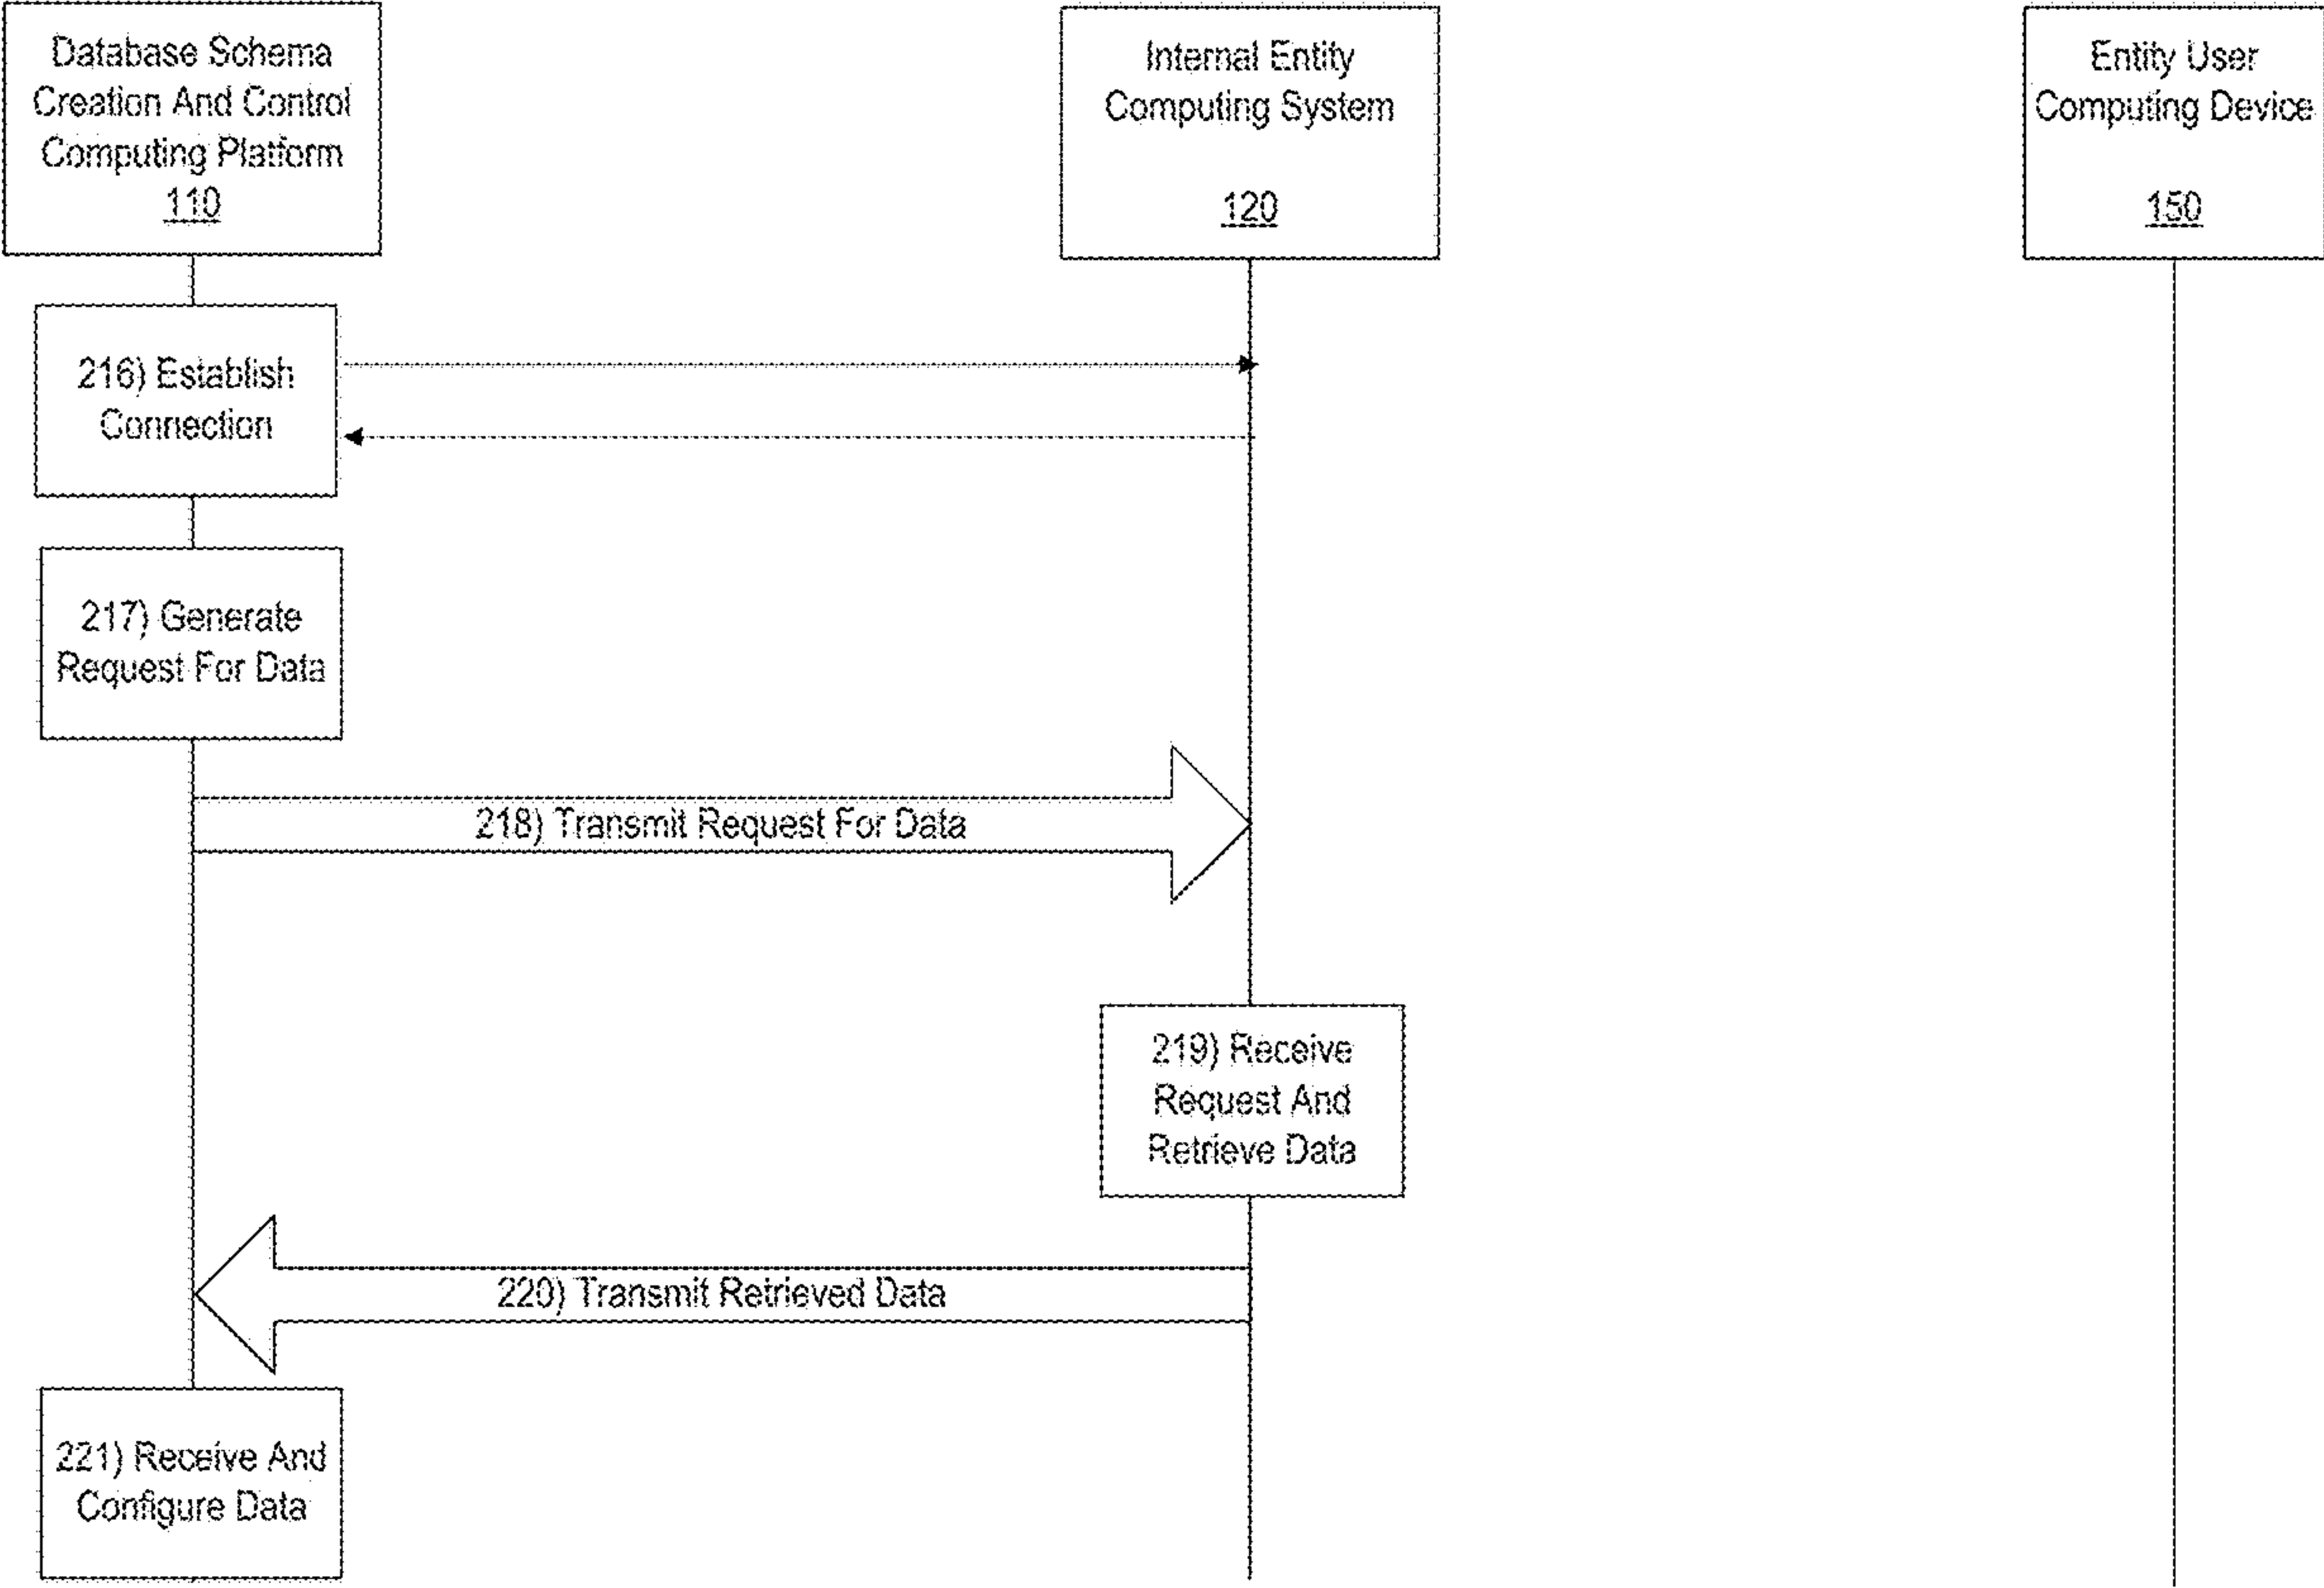 Database Schema
Creation And Control
Computing Platform
110
Internal Entity
Computing System
120
Entity User
Computing Device
150
216) Establish
Connection
217) Generate
Request For Data
218) Transmit Request For Data
219) Receive
Request And
Retrieve Data
220) Transmit Retrieved Data
221) Receive And
Configure Data